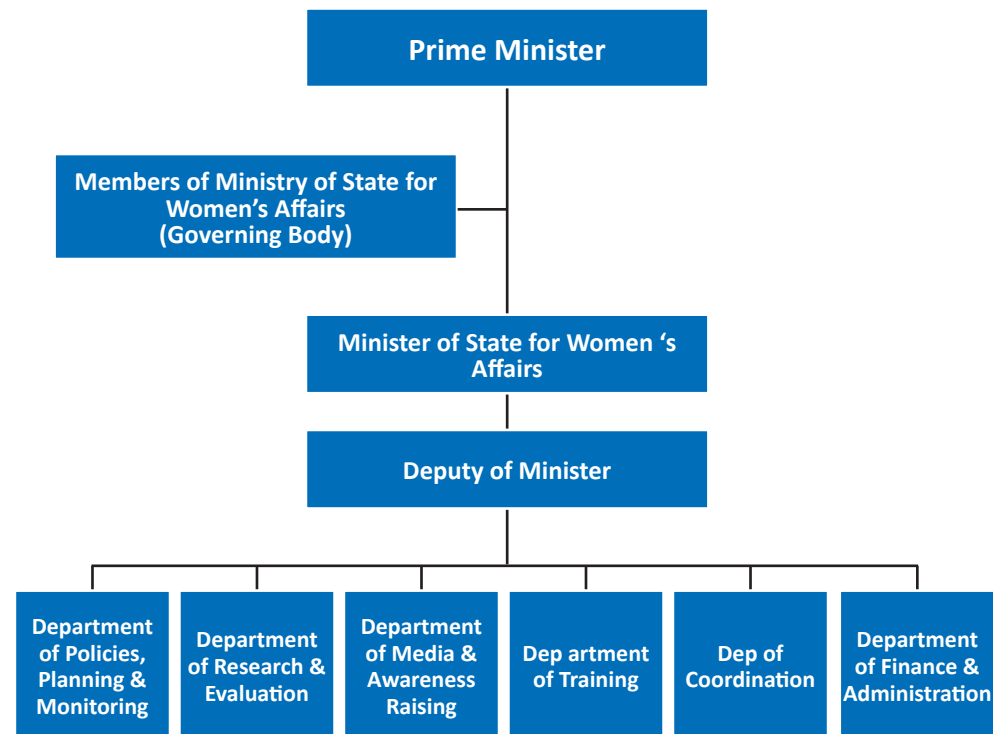 Prime Minister
Members of Ministry of State for
Women’s Affairs
(Governing Body)
Minister of State for Women ‘s
Affairs
Deputy of Minister
Department
of Policies,
Planning &
Monitoring
Department
of Research &
Evaluation
Department
of Media &
Awareness
Raising
Dep artment
of Training
Dep of
Coordination
Department
of Finance &
Administration